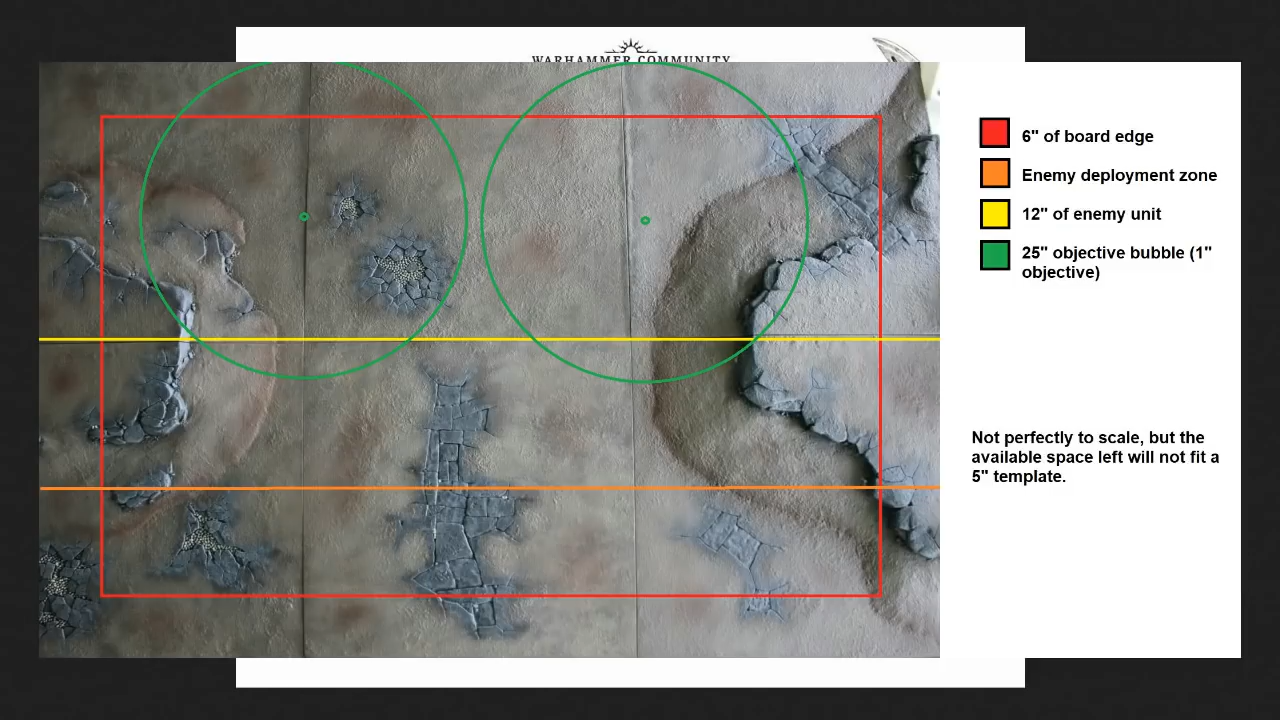 WARHAMMER COMMUNITY
6" of board edge
Enemy deployment zone
12" of enemy unit
25" objective bubble (1"
objective)
Not perfectly to scale, but the
available space left will not fit a
5" template.